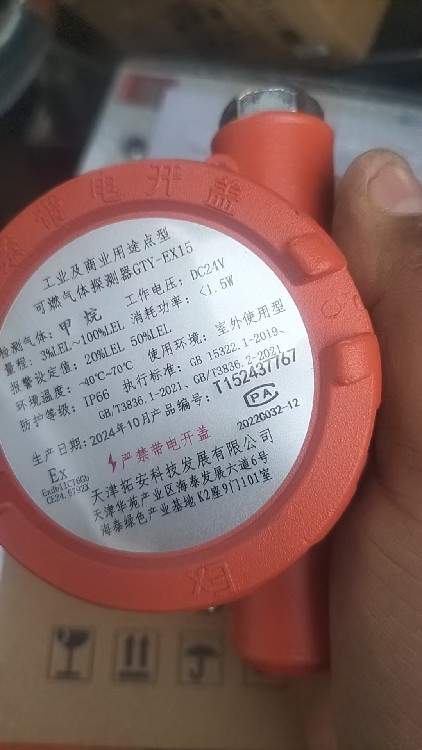 带电开盖
工业及商业用途点型
可燃气体探测器GTY-EX15
检测气体：甲烷 工作电压：DC24V
量程：3%LEL~100%LEL 消耗功率：<1.5W
报警设定值：20%LEL 50%LEL
环境温度：-40℃~70℃ 使用环境：室外使用型
防护等级：IP66 执行标准：GB 15322.1-2019、
GB/T3836.1-2021、GB/T3836.2-2021
生产日期：2024年10月产品编号：T152437767
PA
20220032-12
严禁带电开盖
Ex
天津拓安科技发展有限公司
天津华苑产业区海泰发展六道6号
海泰绿色产业基地K2座9门101室
EX